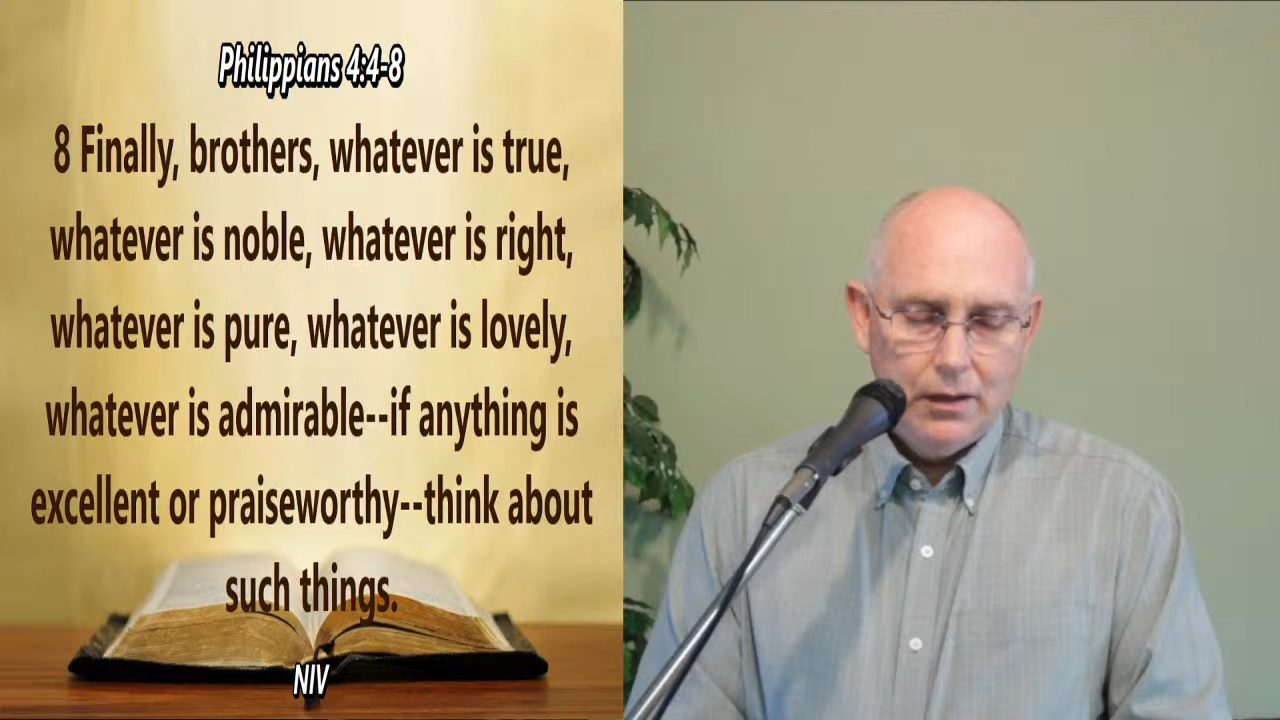 Philippians 4:4-8
8 Finally, brothers, whatever is true,
whatever is noble, whatever is right,
whatever is pure, whatever is lovely,
whatever is admirable--if anything is
excellent or praiseworthy--think about
such things.
NIV